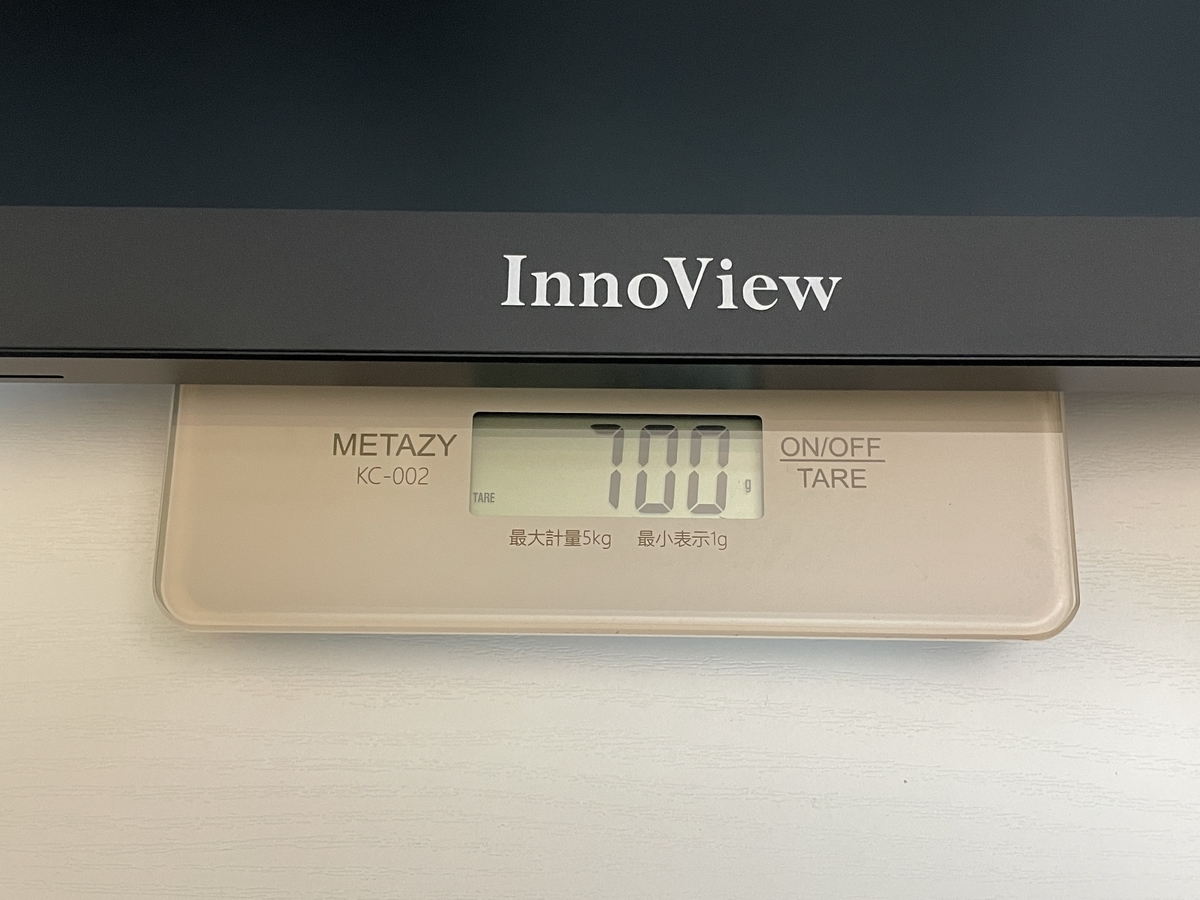 InnoView
METAZY
KC-002
TARE
700 g
ON/OFF
TARE
最大計量5kg 最小表示1g